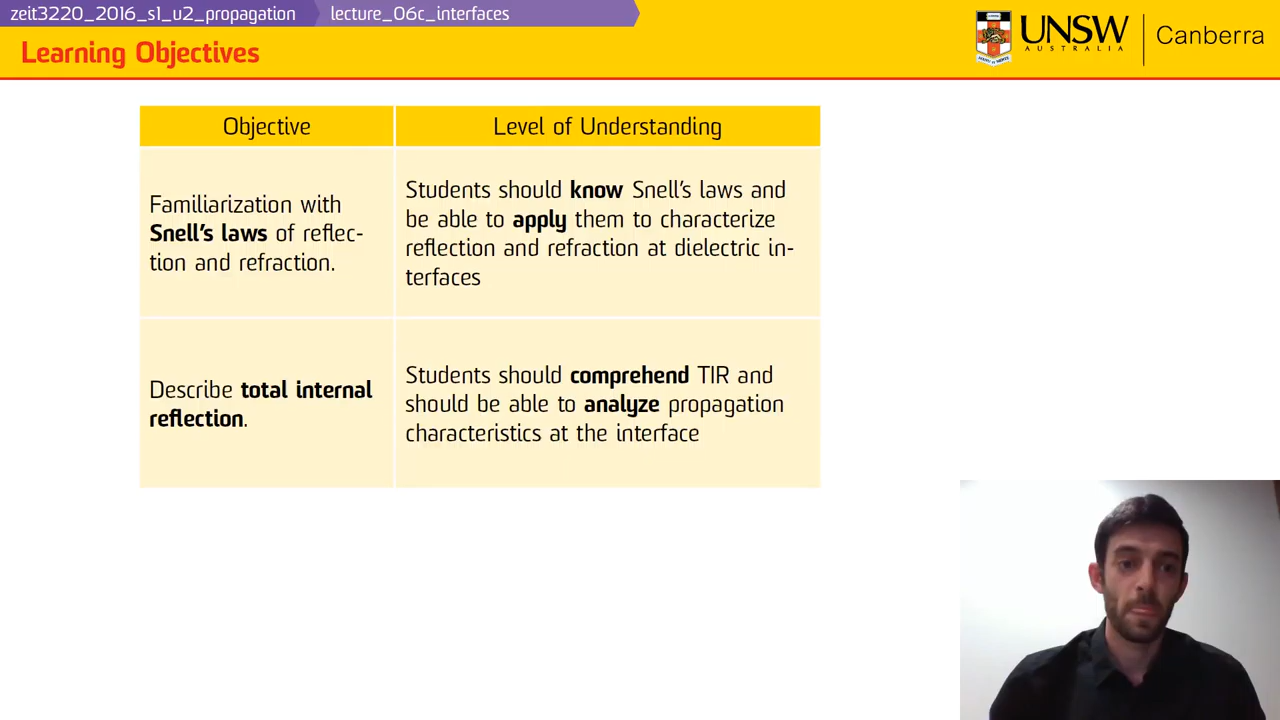 zeit3220_2016_s1_u2_propagation
lecture_06c_interfaces
Learning Objectives
UNSW
AUSTRALIA
Canberra
Objective
Level of Understanding
Familiarization with
Snell's laws of reflec-
tion and refraction.
Students should know Snell's laws and
be able to apply them to characterize
reflection and refraction at dielectric in-
terfaces
Describe total internal
reflection.
Students should comprehend TIR and
should be able to analyze propagation
characteristics at the interface